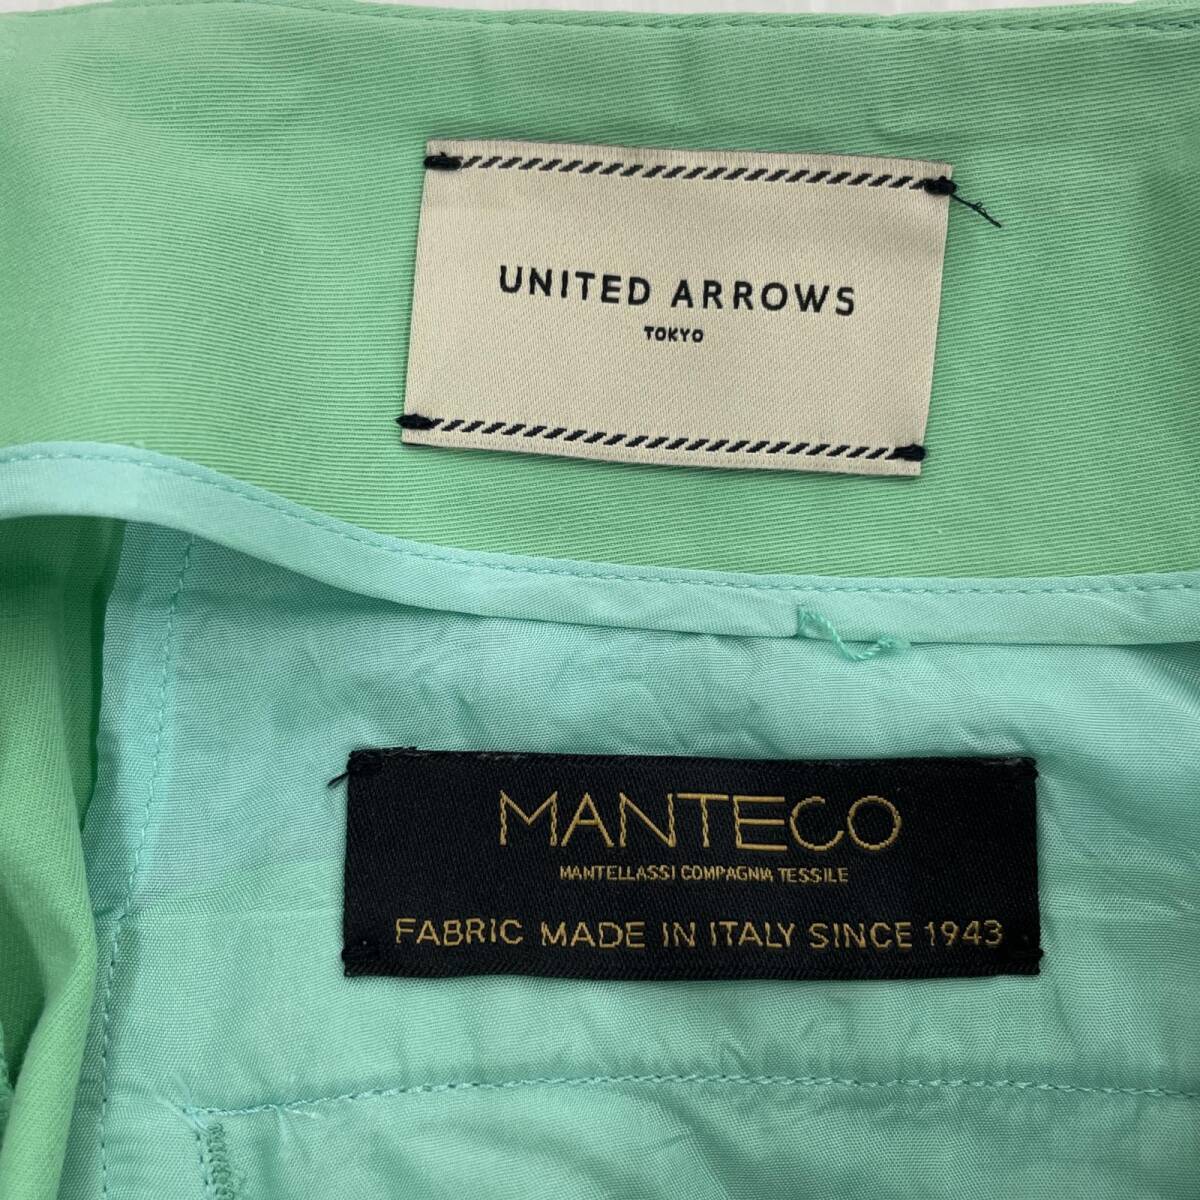 UNITED ARROWS
TOKYO
MANTECO
MANTELLASSI COMPAGNIA TESSILE
FABRIC MADE IN ITALY SINCE 1943